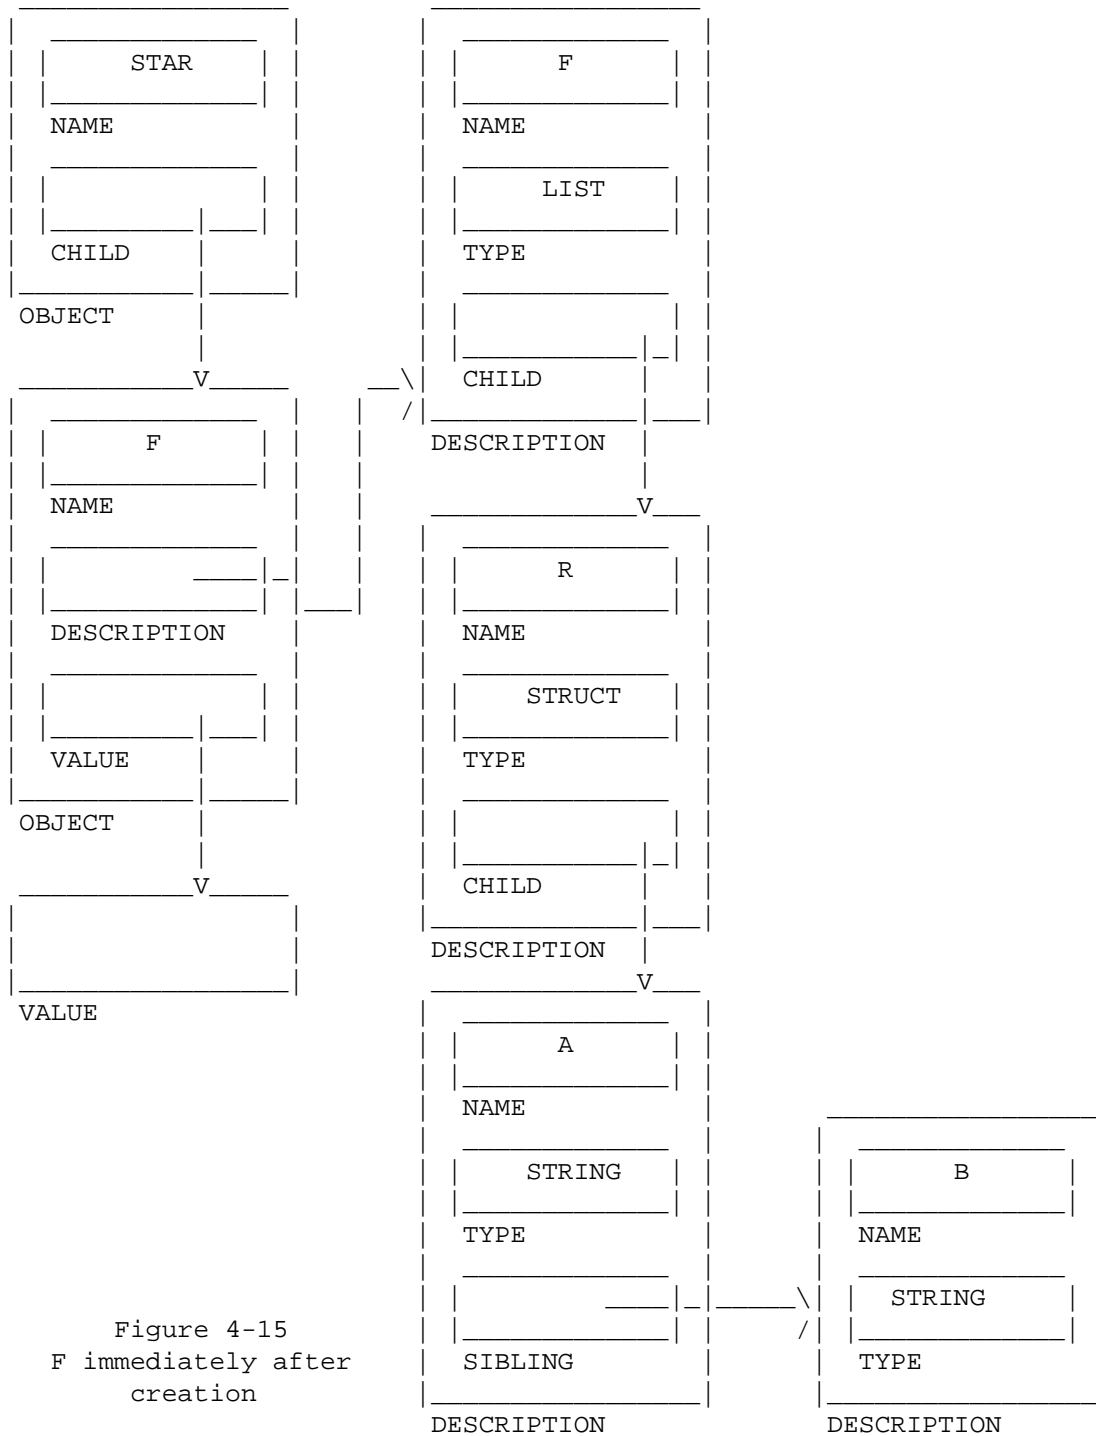 STAR
NAME
CHILD
OBJECT
F
NAME
DESCRIPTION
VALUE
OBJECT
VALUE
F
NAME
LIST
TYPE
CHILD
DESCRIPTION
R
NAME
STRUCT
TYPE
CHILD
DESCRIPTION
A
NAME
STRING
TYPE
SIBLING
DESCRIPTION
B
NAME
STRING
TYPE
DESCRIPTION
Figure 4-15
F immediately after
creation